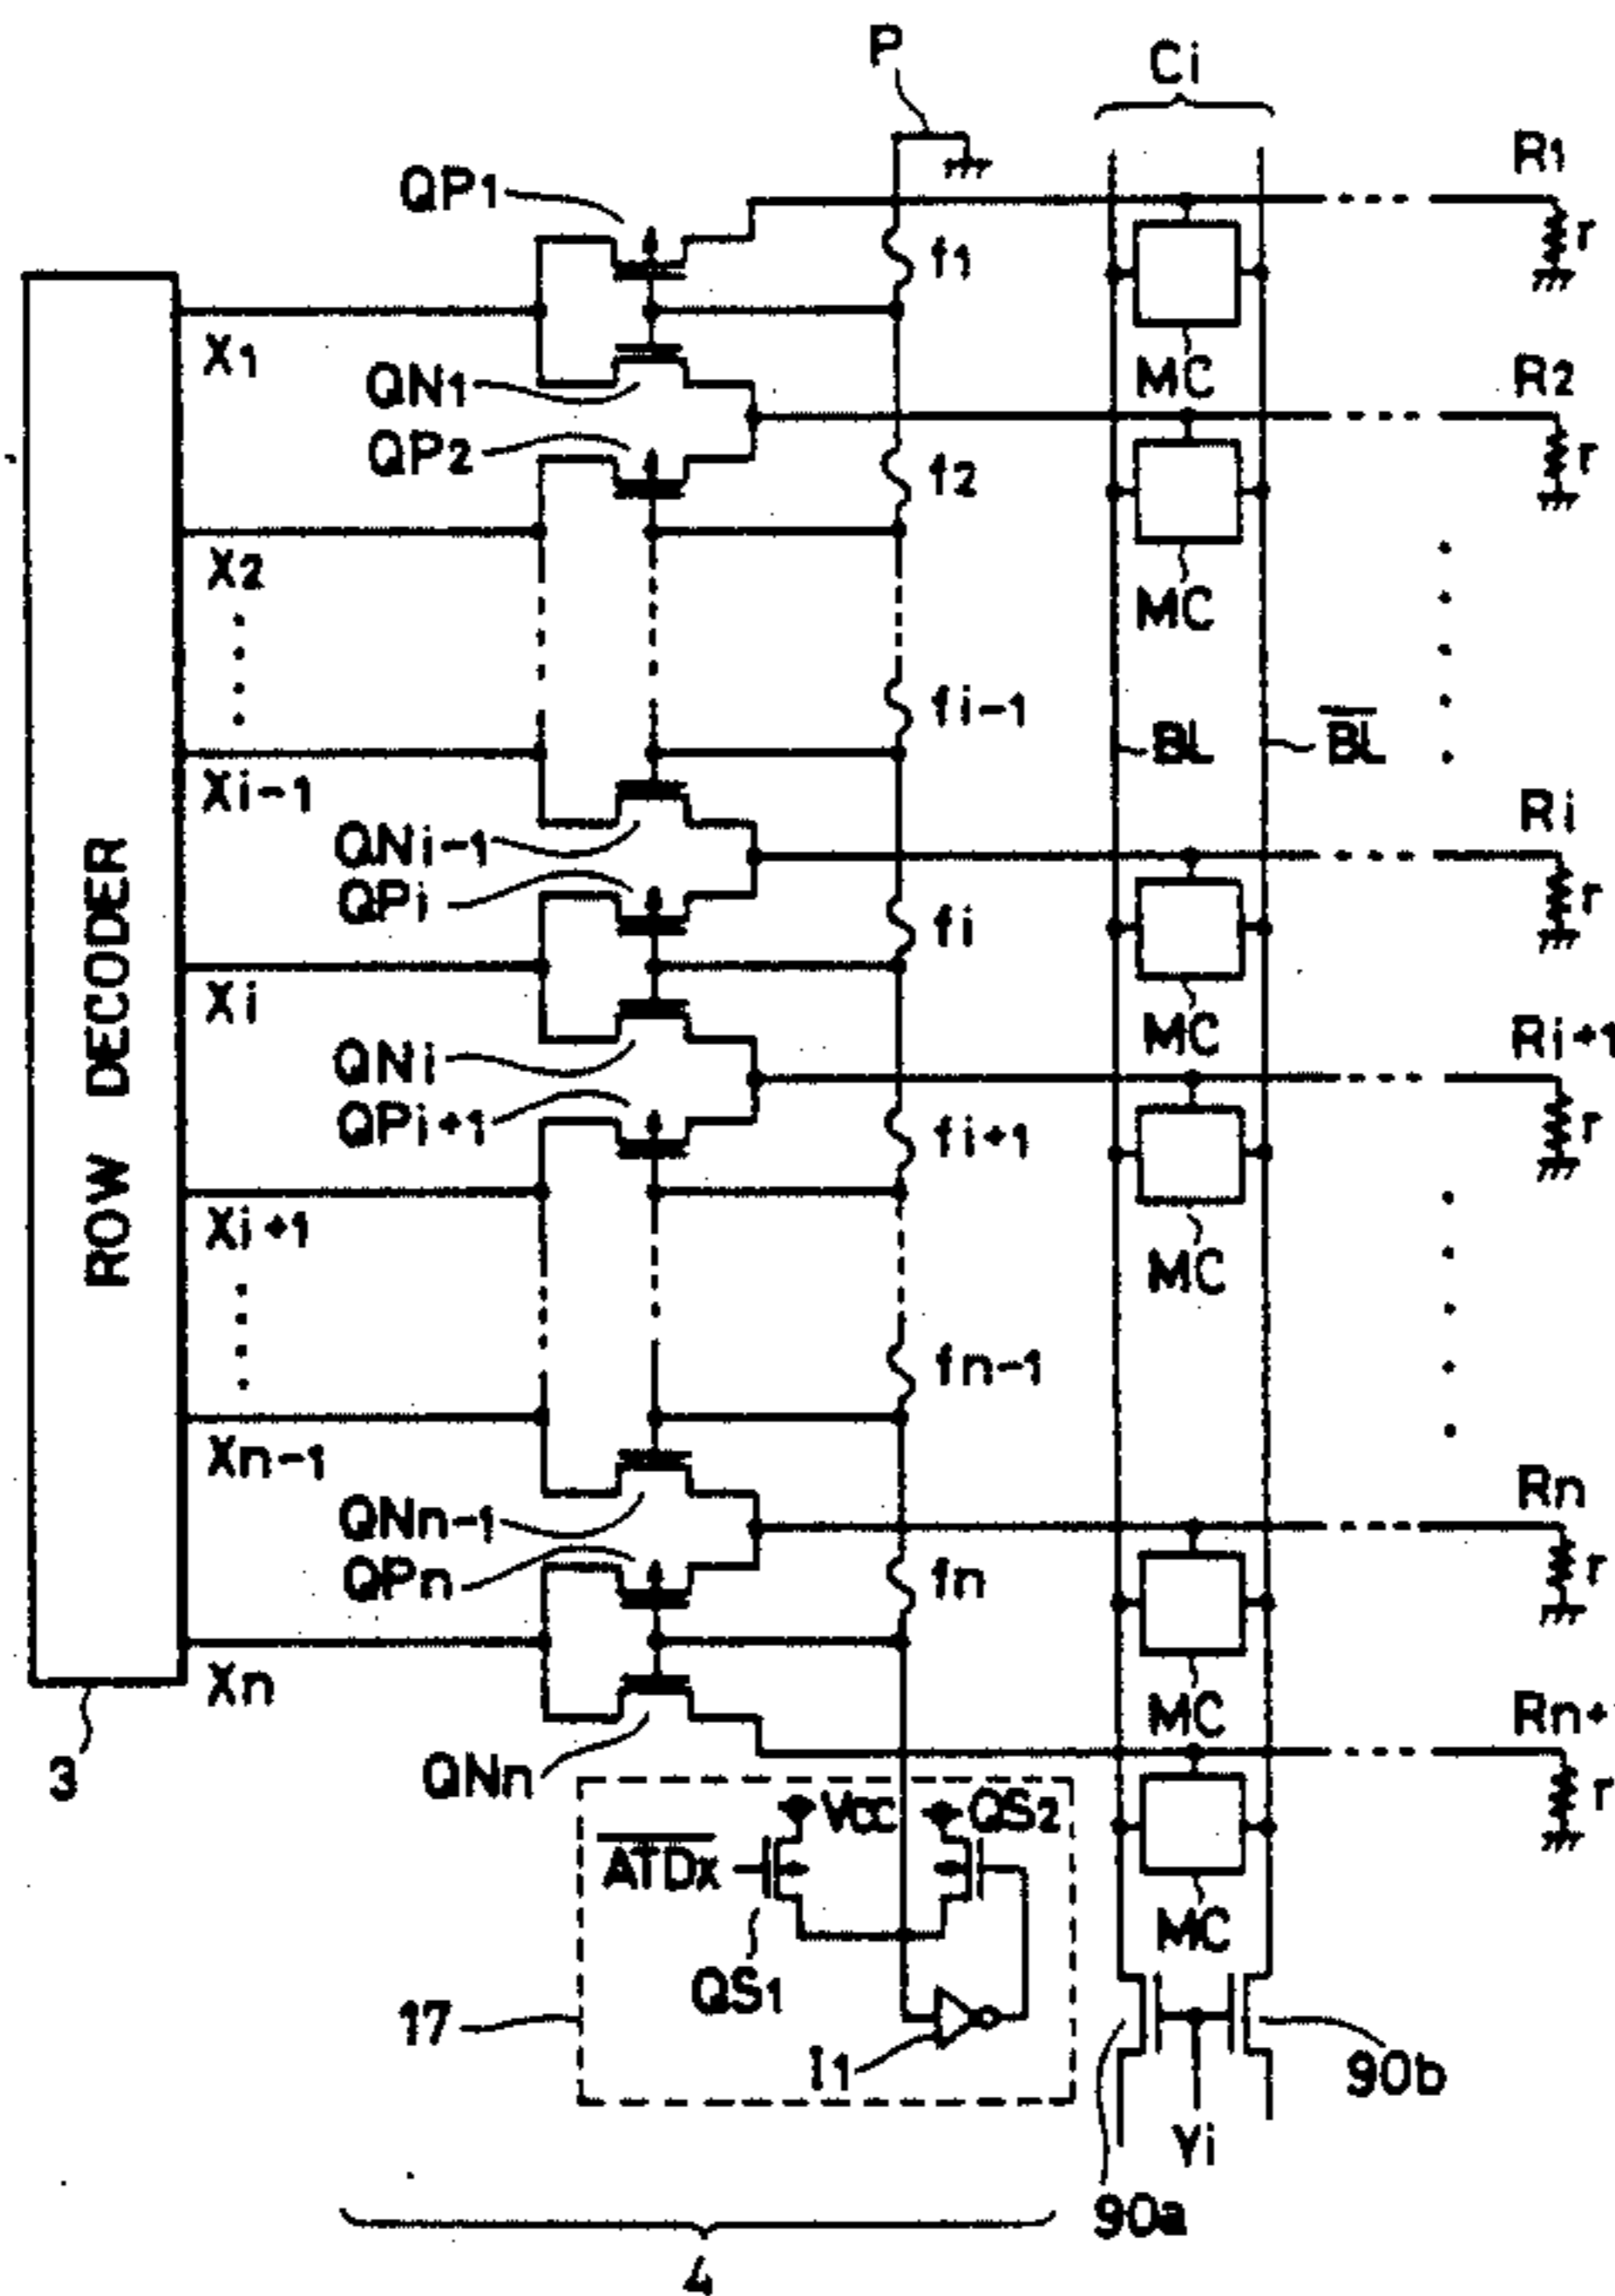 P
Ci
R1
QP1
f1
r
X1
MC
R2
QN1
QP2
f2
r
X2
MC
fi-1
BL
B̅L̅
Xi-1
Ri
QNi-1
QPi
fi
r
Xi
MC
Ri+1
QNi
QPi+1
fi+1
r
ROW DECODER
Xi+1
MC
fn-1
Xn-1
Rn
QNn-1
QPn
fn
r
Xn
MC
Rn+
3
QNn
VCC
QS2
r
A̅T̅D̅x̅
MC
QS1
17
I1
90b
Yi
90a
4